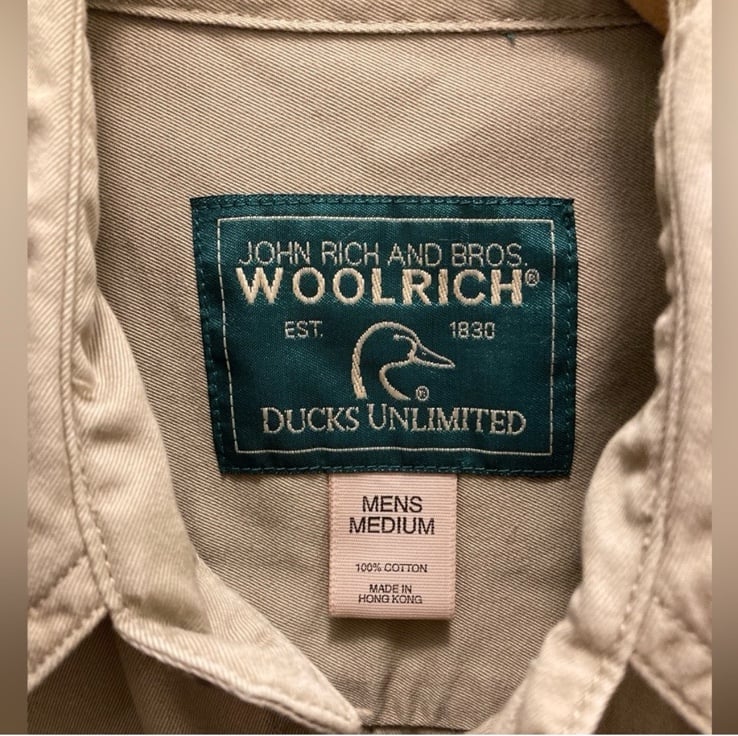 JOHN RICH AND BROS.
WOOLRICH®
EST. 1830
®
DUCKS UNLIMITED
MENS
MEDIUM
100% COTTON
MADE IN
HONG KONG